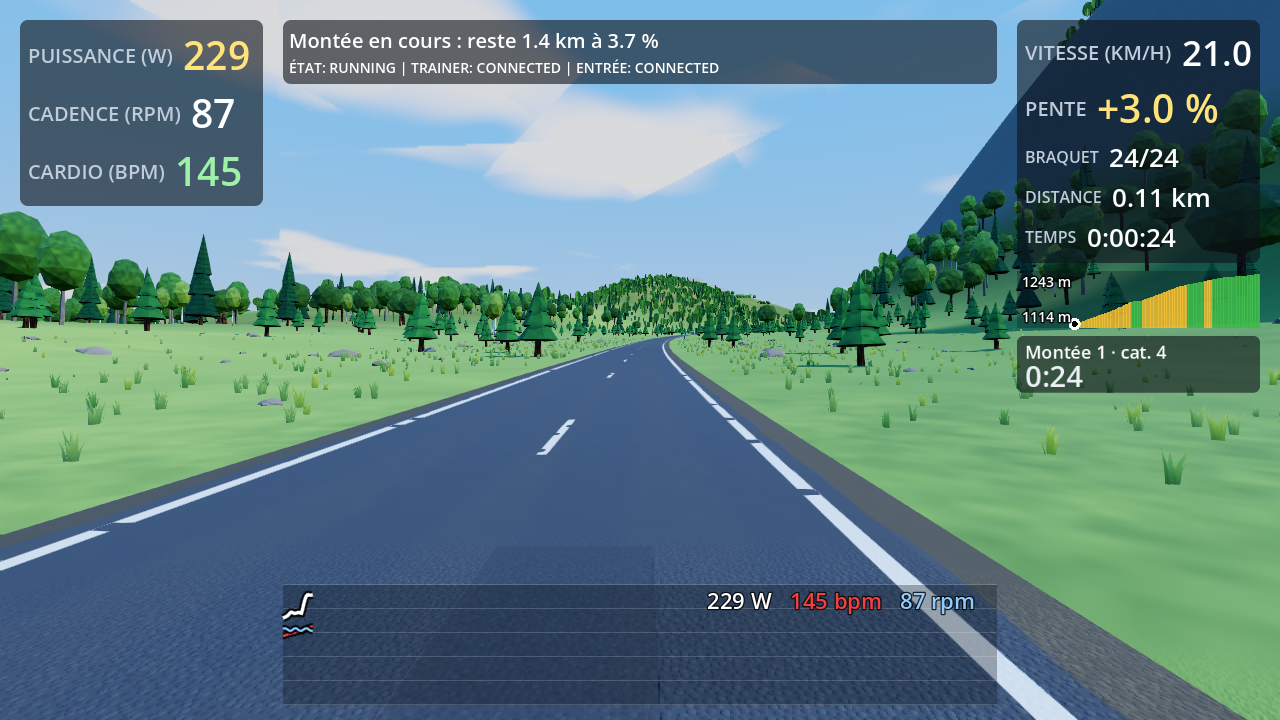 PUISSANCE (W) 229
CADENCE (RPM) 87
CARDIO (BPM) 145
Montée en cours : reste 1.4 km à 3.7 %
ÉTAT: RUNNING | TRAINER: CONNECTED | ENTRÉE: CONNECTED
VITESSE (KM/H) 21.0
PENTE +3.0 %
BRAQUET 24/24
DISTANCE 0.11 km
TEMPS 0:00:24
1243 m
1114 m
Montée 1 · cat. 4
0:24
229 W 145 bpm 87 rpm